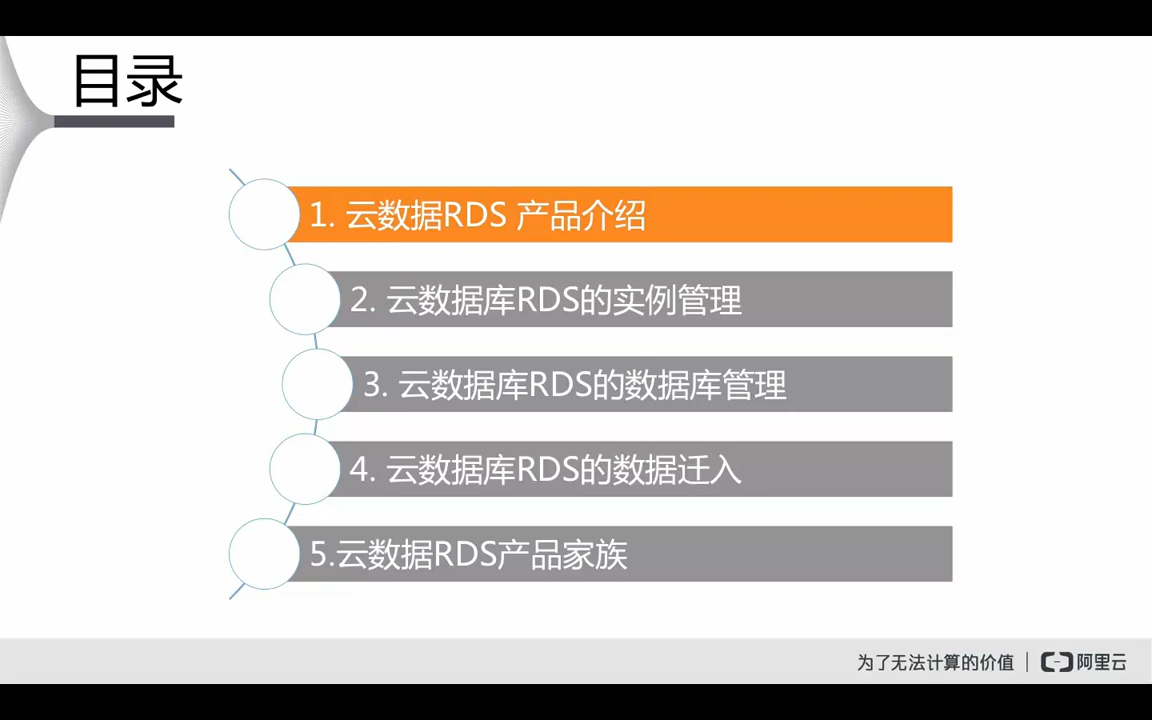 目录
1. 云数据RDS 产品介绍
2. 云数据库RDS的实例管理
3. 云数据库RDS的数据库管理
4. 云数据库RDS的数据迁入
5.云数据RDS产品家族
为了无法计算的价值 | 阿里云